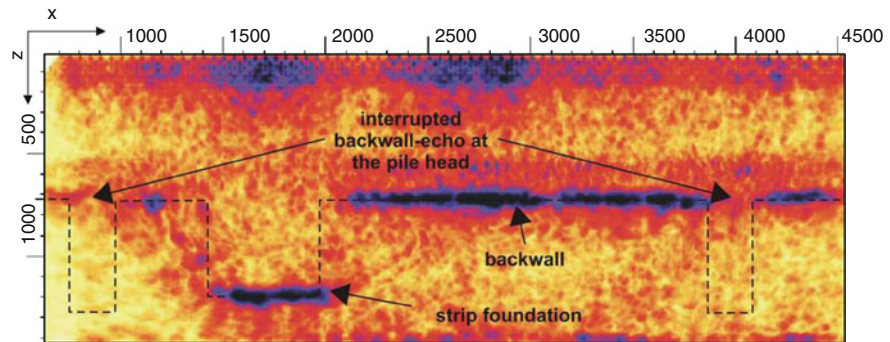 x
1000 1500 2000 2500 3000 3500 4000 4500
z
500
1000
interrupted
backwall-echo at
the pile head
backwall
strip foundation